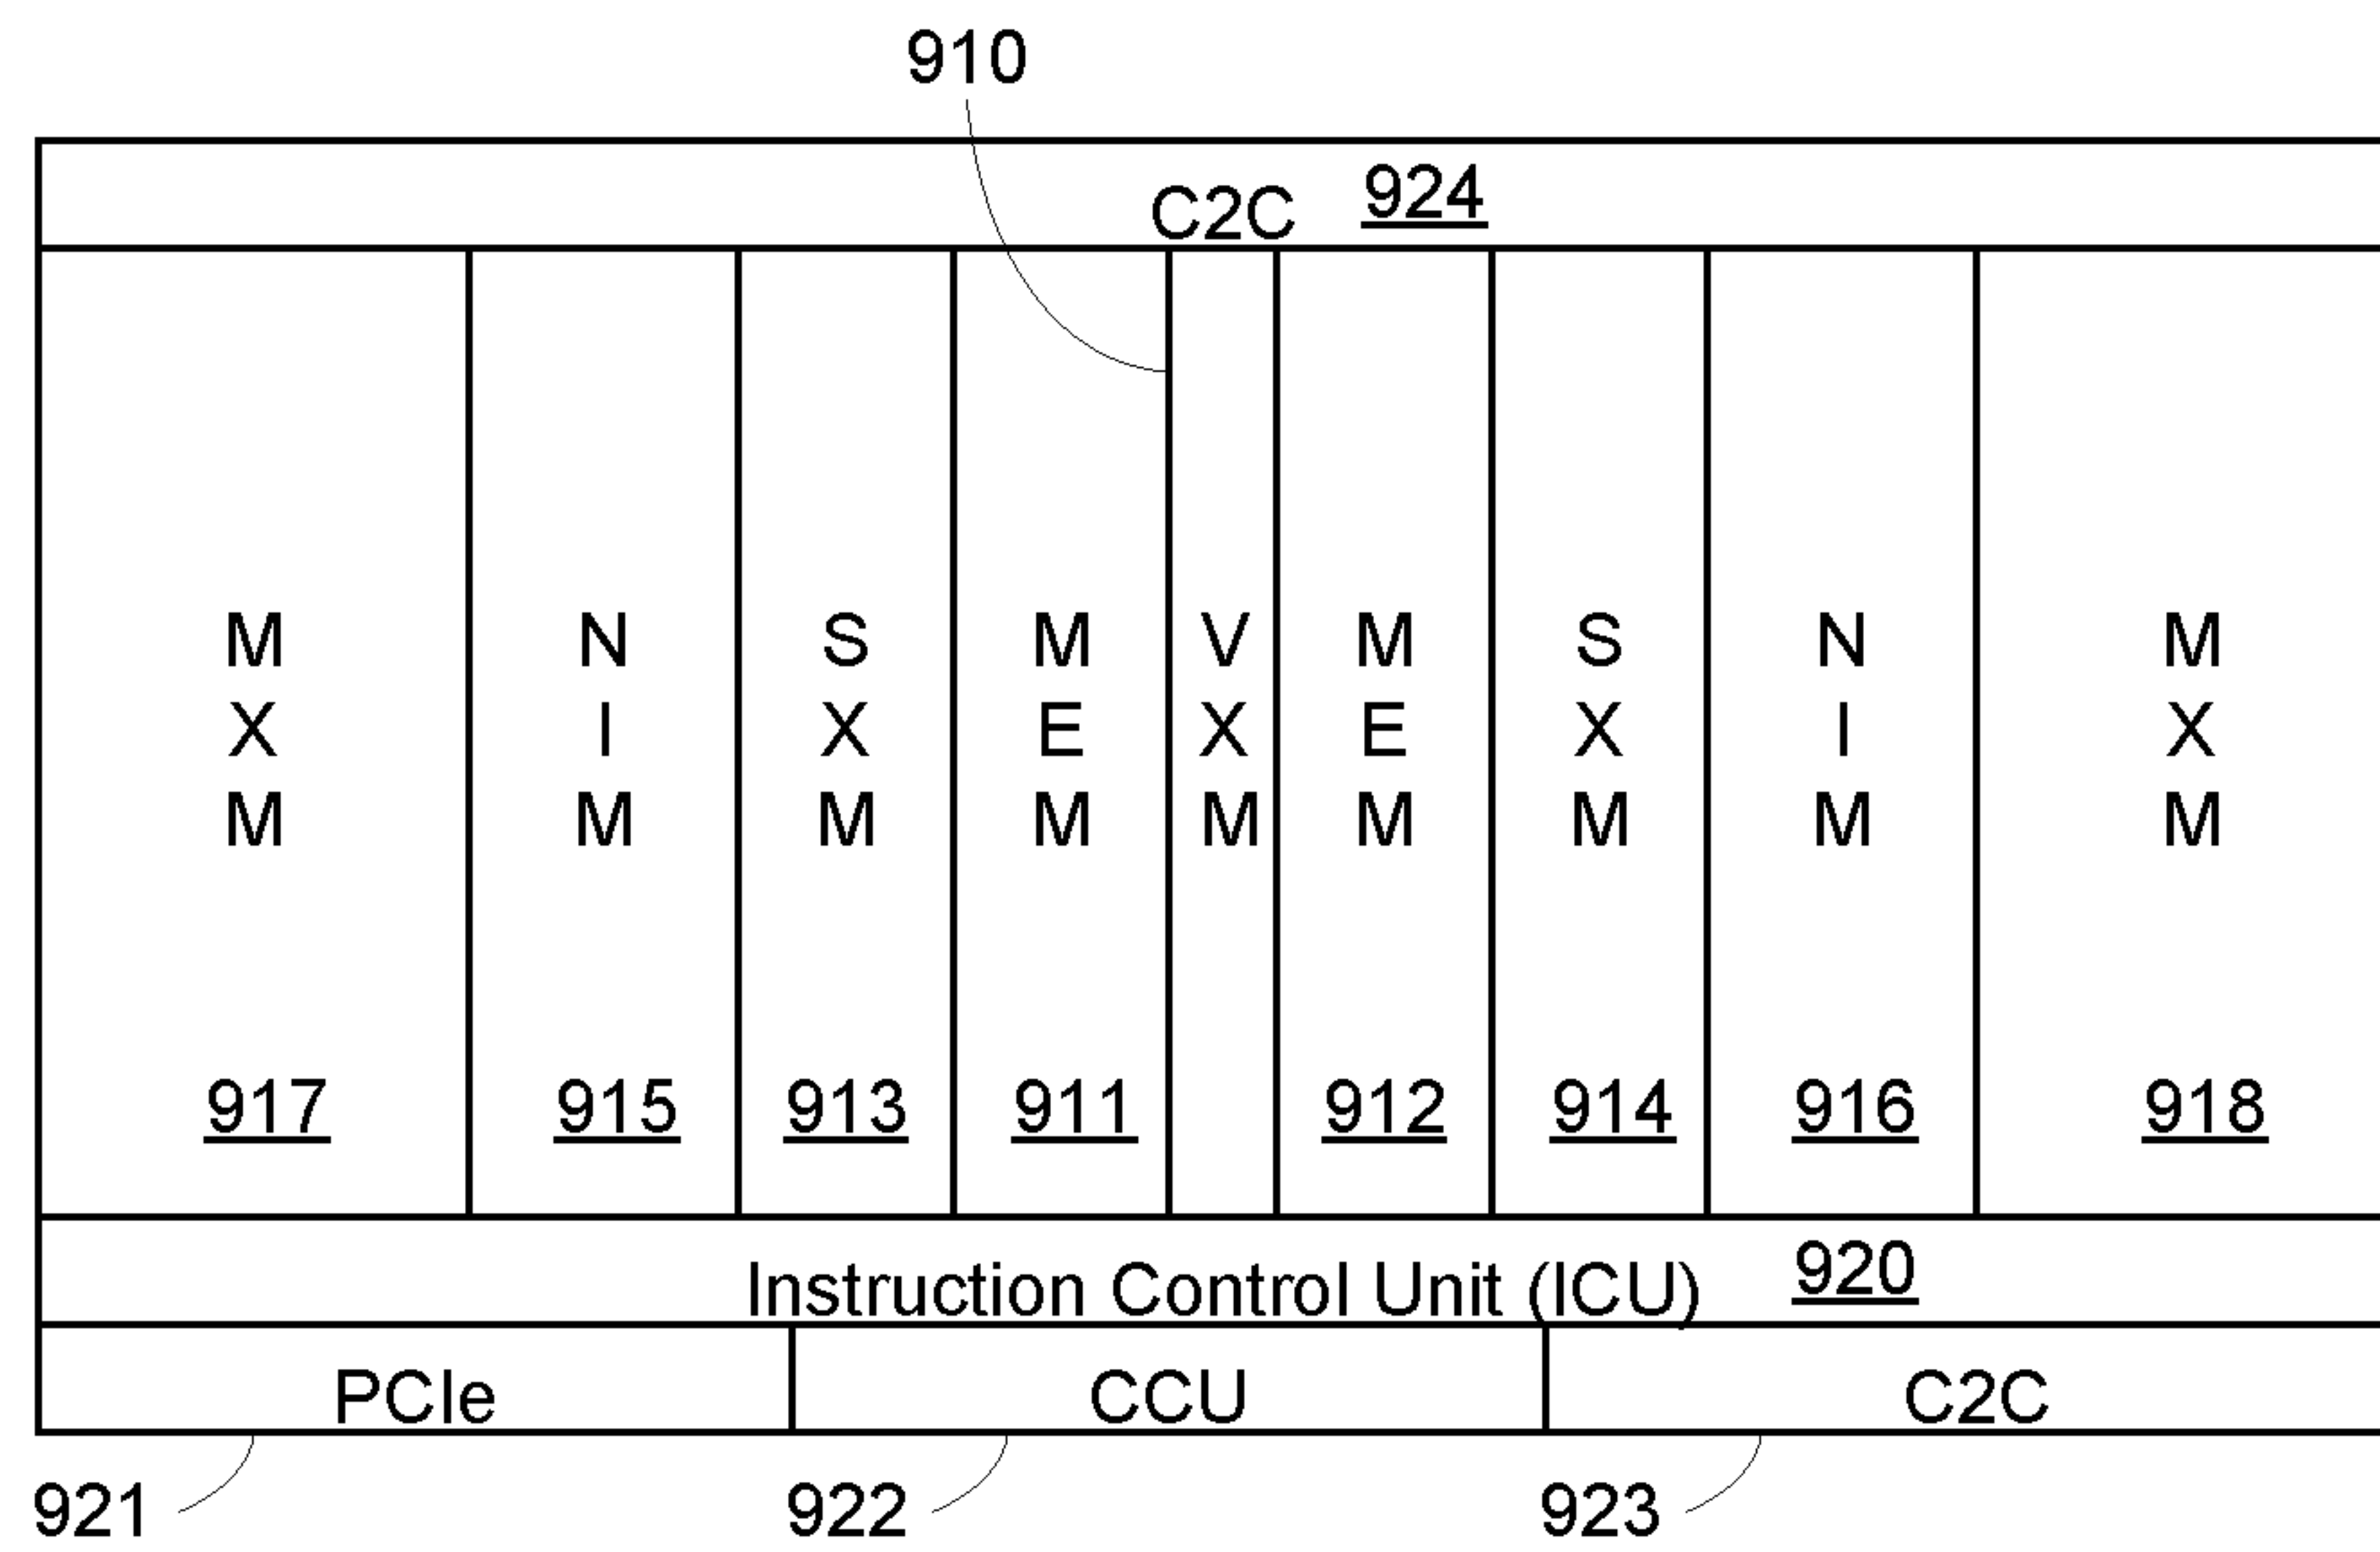 910
C2C 924
M N S M V M S N M
X I X E X E X I X
M M M M M M M M M
917 915 913 911 912 914 916 918
Instruction Control Unit (ICU) 920
PCIe CCU C2C
921 922 923